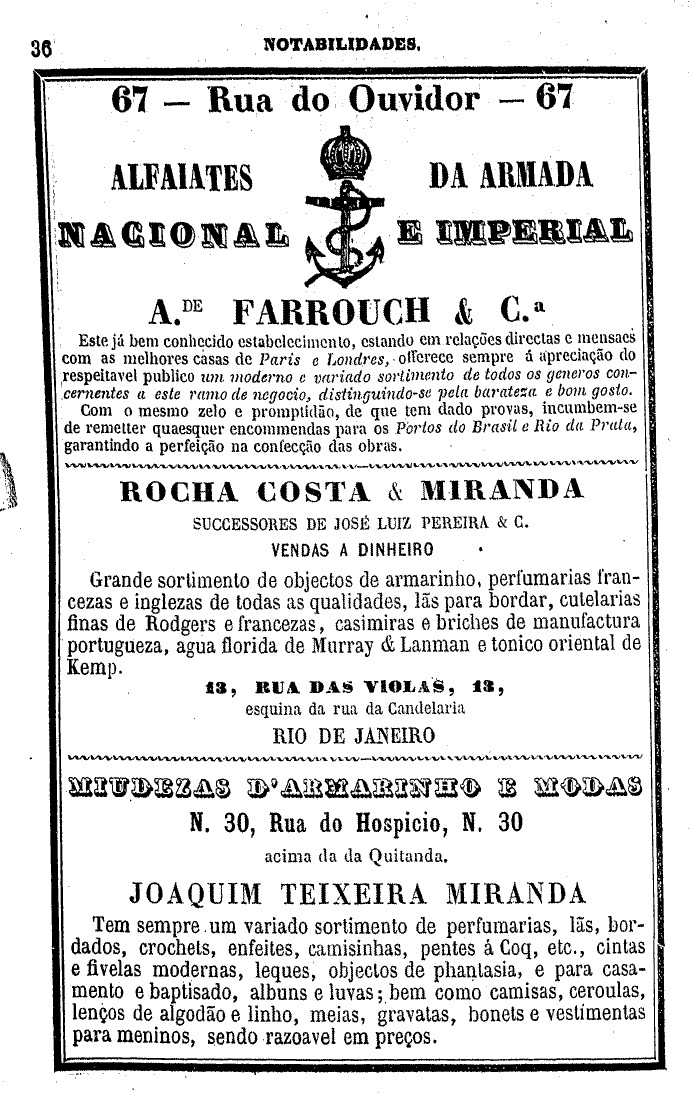 36
NOTABILIDADES.
67 — Rua do Ouvidor — 67
ALFAIATES DA ARMADA
NACIONAL E IMPERIAL
A.DE FARROUCH & C.a
Este já bem conhecido estabelecimento, estando em relações directas e mensaes
com as melhores casas de Paris e Londres, offerece sempre á apreciação do
respeitavel publico um moderno e variado sortimento de todos os generos con-
cernentes a este ramo de negocio, distinguindo-se pela barateza e bom gosto.
Com o mesmo zelo e promptidão, de que tem dado provas, incumbem-se
de remetter quaesquer encommendas para os Portos do Brasil e Rio da Prata,
garantindo a perfeição na confecção das obras.
ROCHA COSTA & MIRANDA
SUCCESSORES DE JOSÉ LUIZ PEREIRA & C.
VENDAS A DINHEIRO
Grande sortimento de objectos de armarinho, perfumarias fran-
cezas e inglezas de todas as qualidades, lãs para bordar, cutelarias
finas de Rodgers e francezas, casimiras e briches de manufactura
portugueza, agua florida de Murray & Lanman e tonico oriental de
Kemp.
13, RUA DAS VIOLAS, 13,
esquina da rua da Candelaria
RIO DE JANEIRO
MIUDEZAS D'ARMARINHO E MODAS
N. 30, Rua do Hospicio, N. 30
acima da da Quitanda.
JOAQUIM TEIXEIRA MIRANDA
Tem sempre um variado sortimento de perfumarias, lãs, bor-
dados, crochets, enfeites, camisinhas, pentes á Coq, etc., cintas
e fivelas modernas, leques, objectos de phantasia, e para casa-
mento e baptisado, albuns e luvas; bem como camisas, ceroulas,
lenços de algodão e linho, meias, gravatas, bonets e vestimentas
para meninos, sendo razoavel em preços.